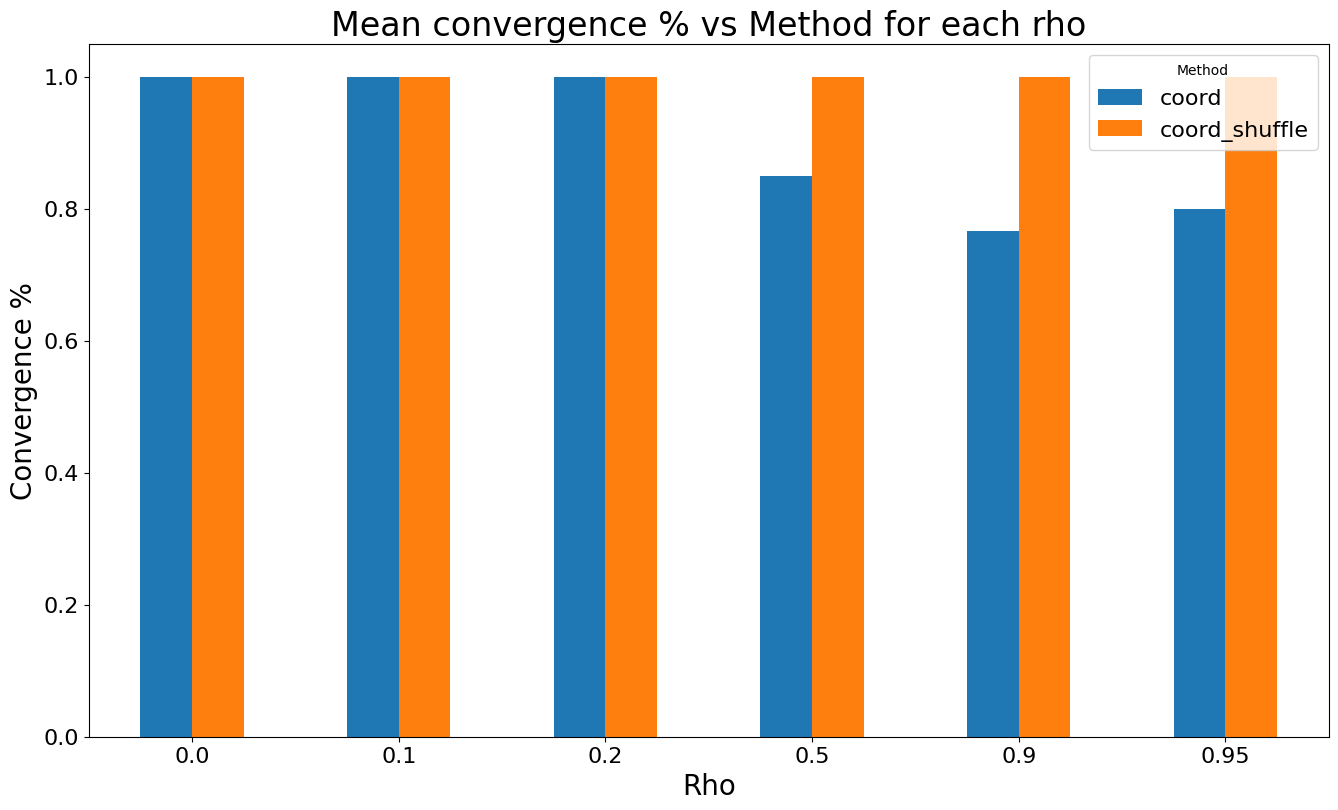 Mean convergence % vs Method for each rho
Method
coord
coord_shuffle
Convergence %
1.0
0.8
0.6
0.4
0.2
0.0
0.0 0.1 0.2 0.5 0.9 0.95
Rho